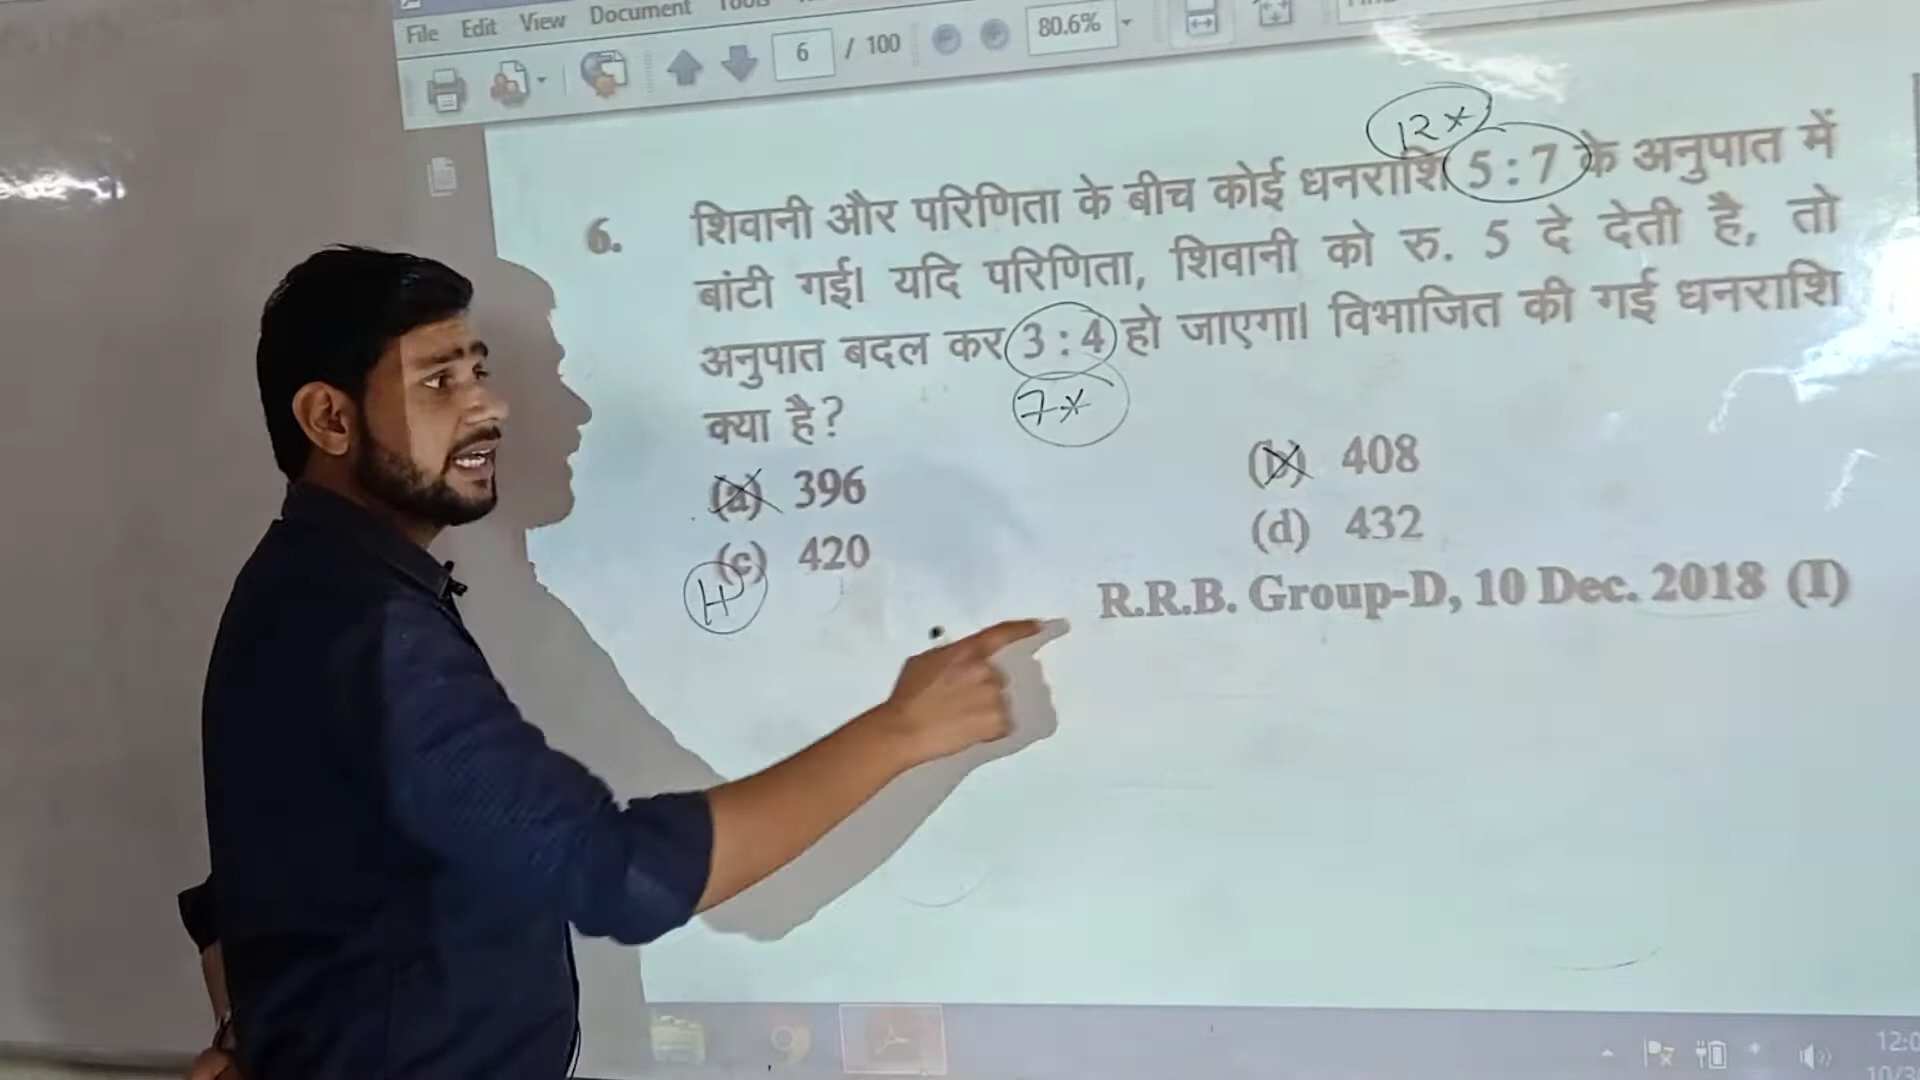 File Edit View Document Tools
6 / 100 80.6%
12x
6. शिवानी और परिणिता के बीच कोई धनराशि 5 : 7 के अनुपात में
बांटी गई। यदि परिणिता, शिवानी को रु. 5 दे देती है, तो
अनुपात बदल कर 3 : 4 हो जाएगा। विभाजित की गई धनराशि
क्या है?
7x
(a) 396 (b) 408
(c) 420 (d) 432
R.R.B. Group-D, 10 Dec. 2018 (I)